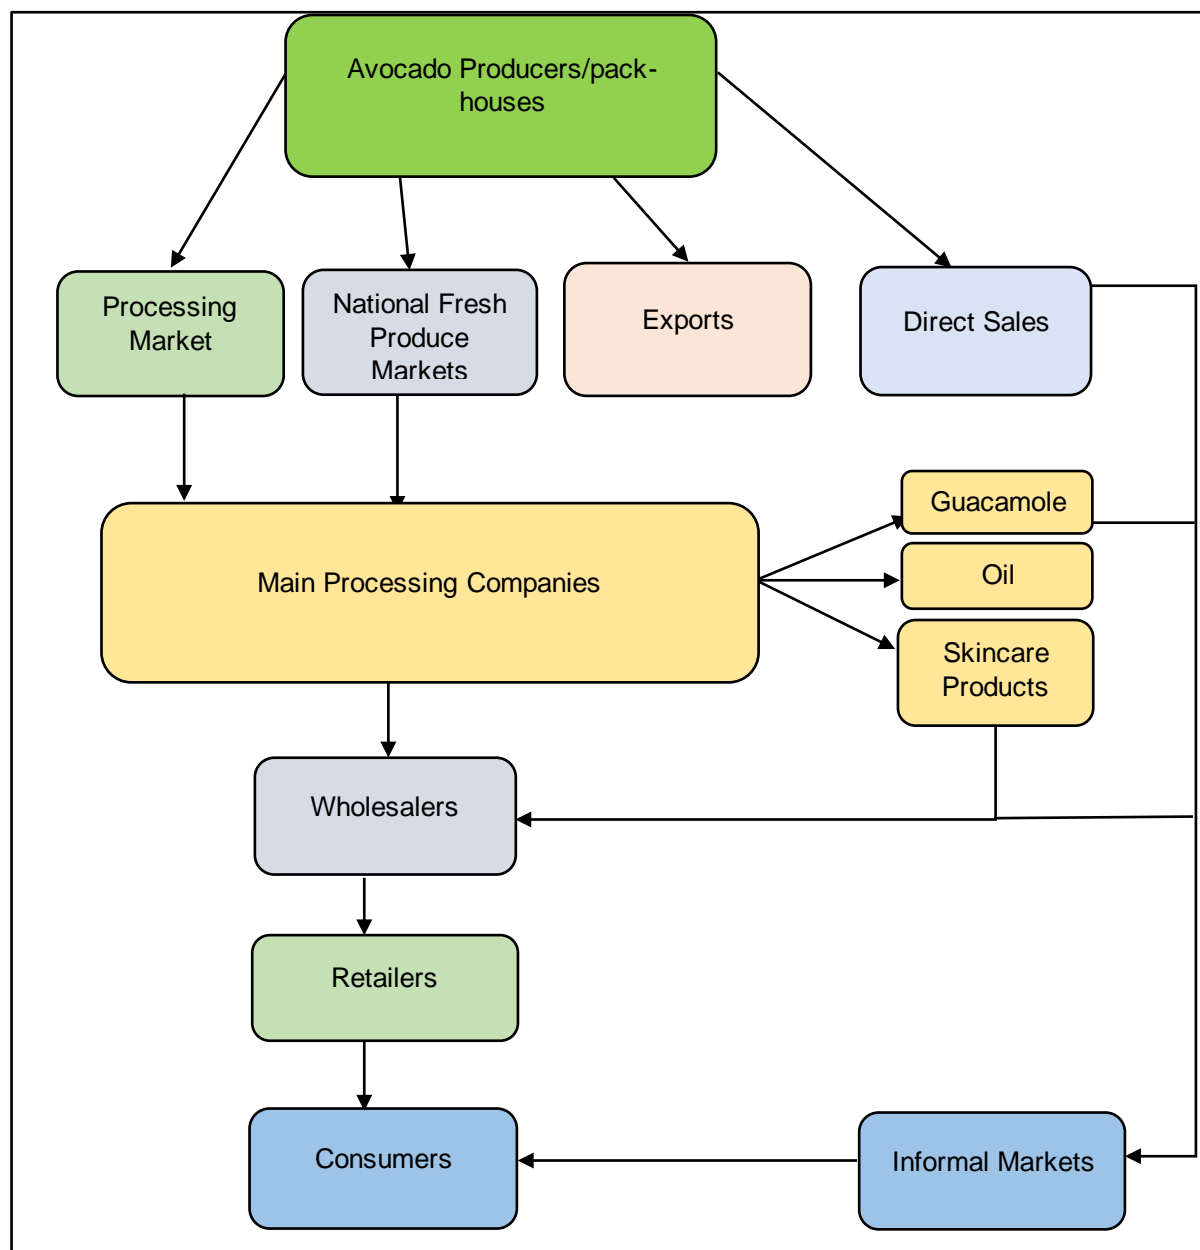 Avocado Producers/pack-
houses
Processing
Market
National Fresh
Produce
Markets
Exports
Direct Sales
Guacamole
Oil
Main Processing Companies
Skincare
Products
Wholesalers
Retailers
Consumers
Informal Markets